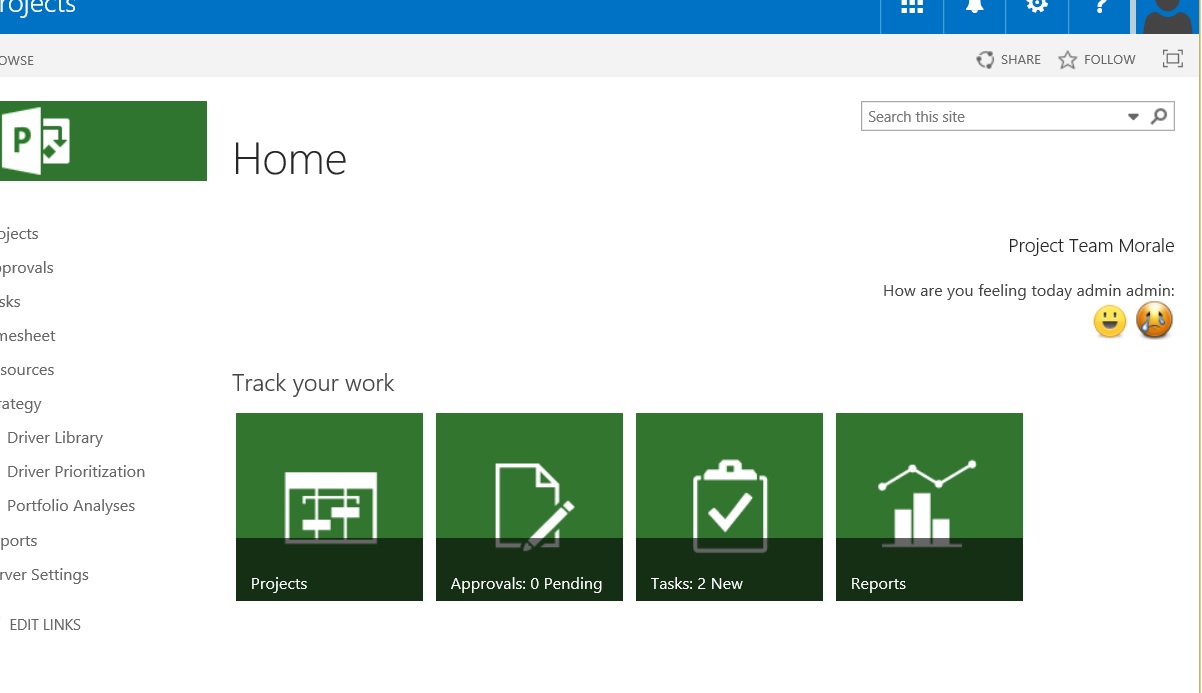 rojects
OWSE
SHARE
FOLLOW
Search this site
P
Home
ojects
provals
sks
mesheet
sources
rategy
Driver Library
Driver Prioritization
Portfolio Analyses
ports
rver Settings
EDIT LINKS
Project Team Morale
How are you feeling today admin admin:
Track your work
Projects
Approvals: 0 Pending
Tasks: 2 New
Reports